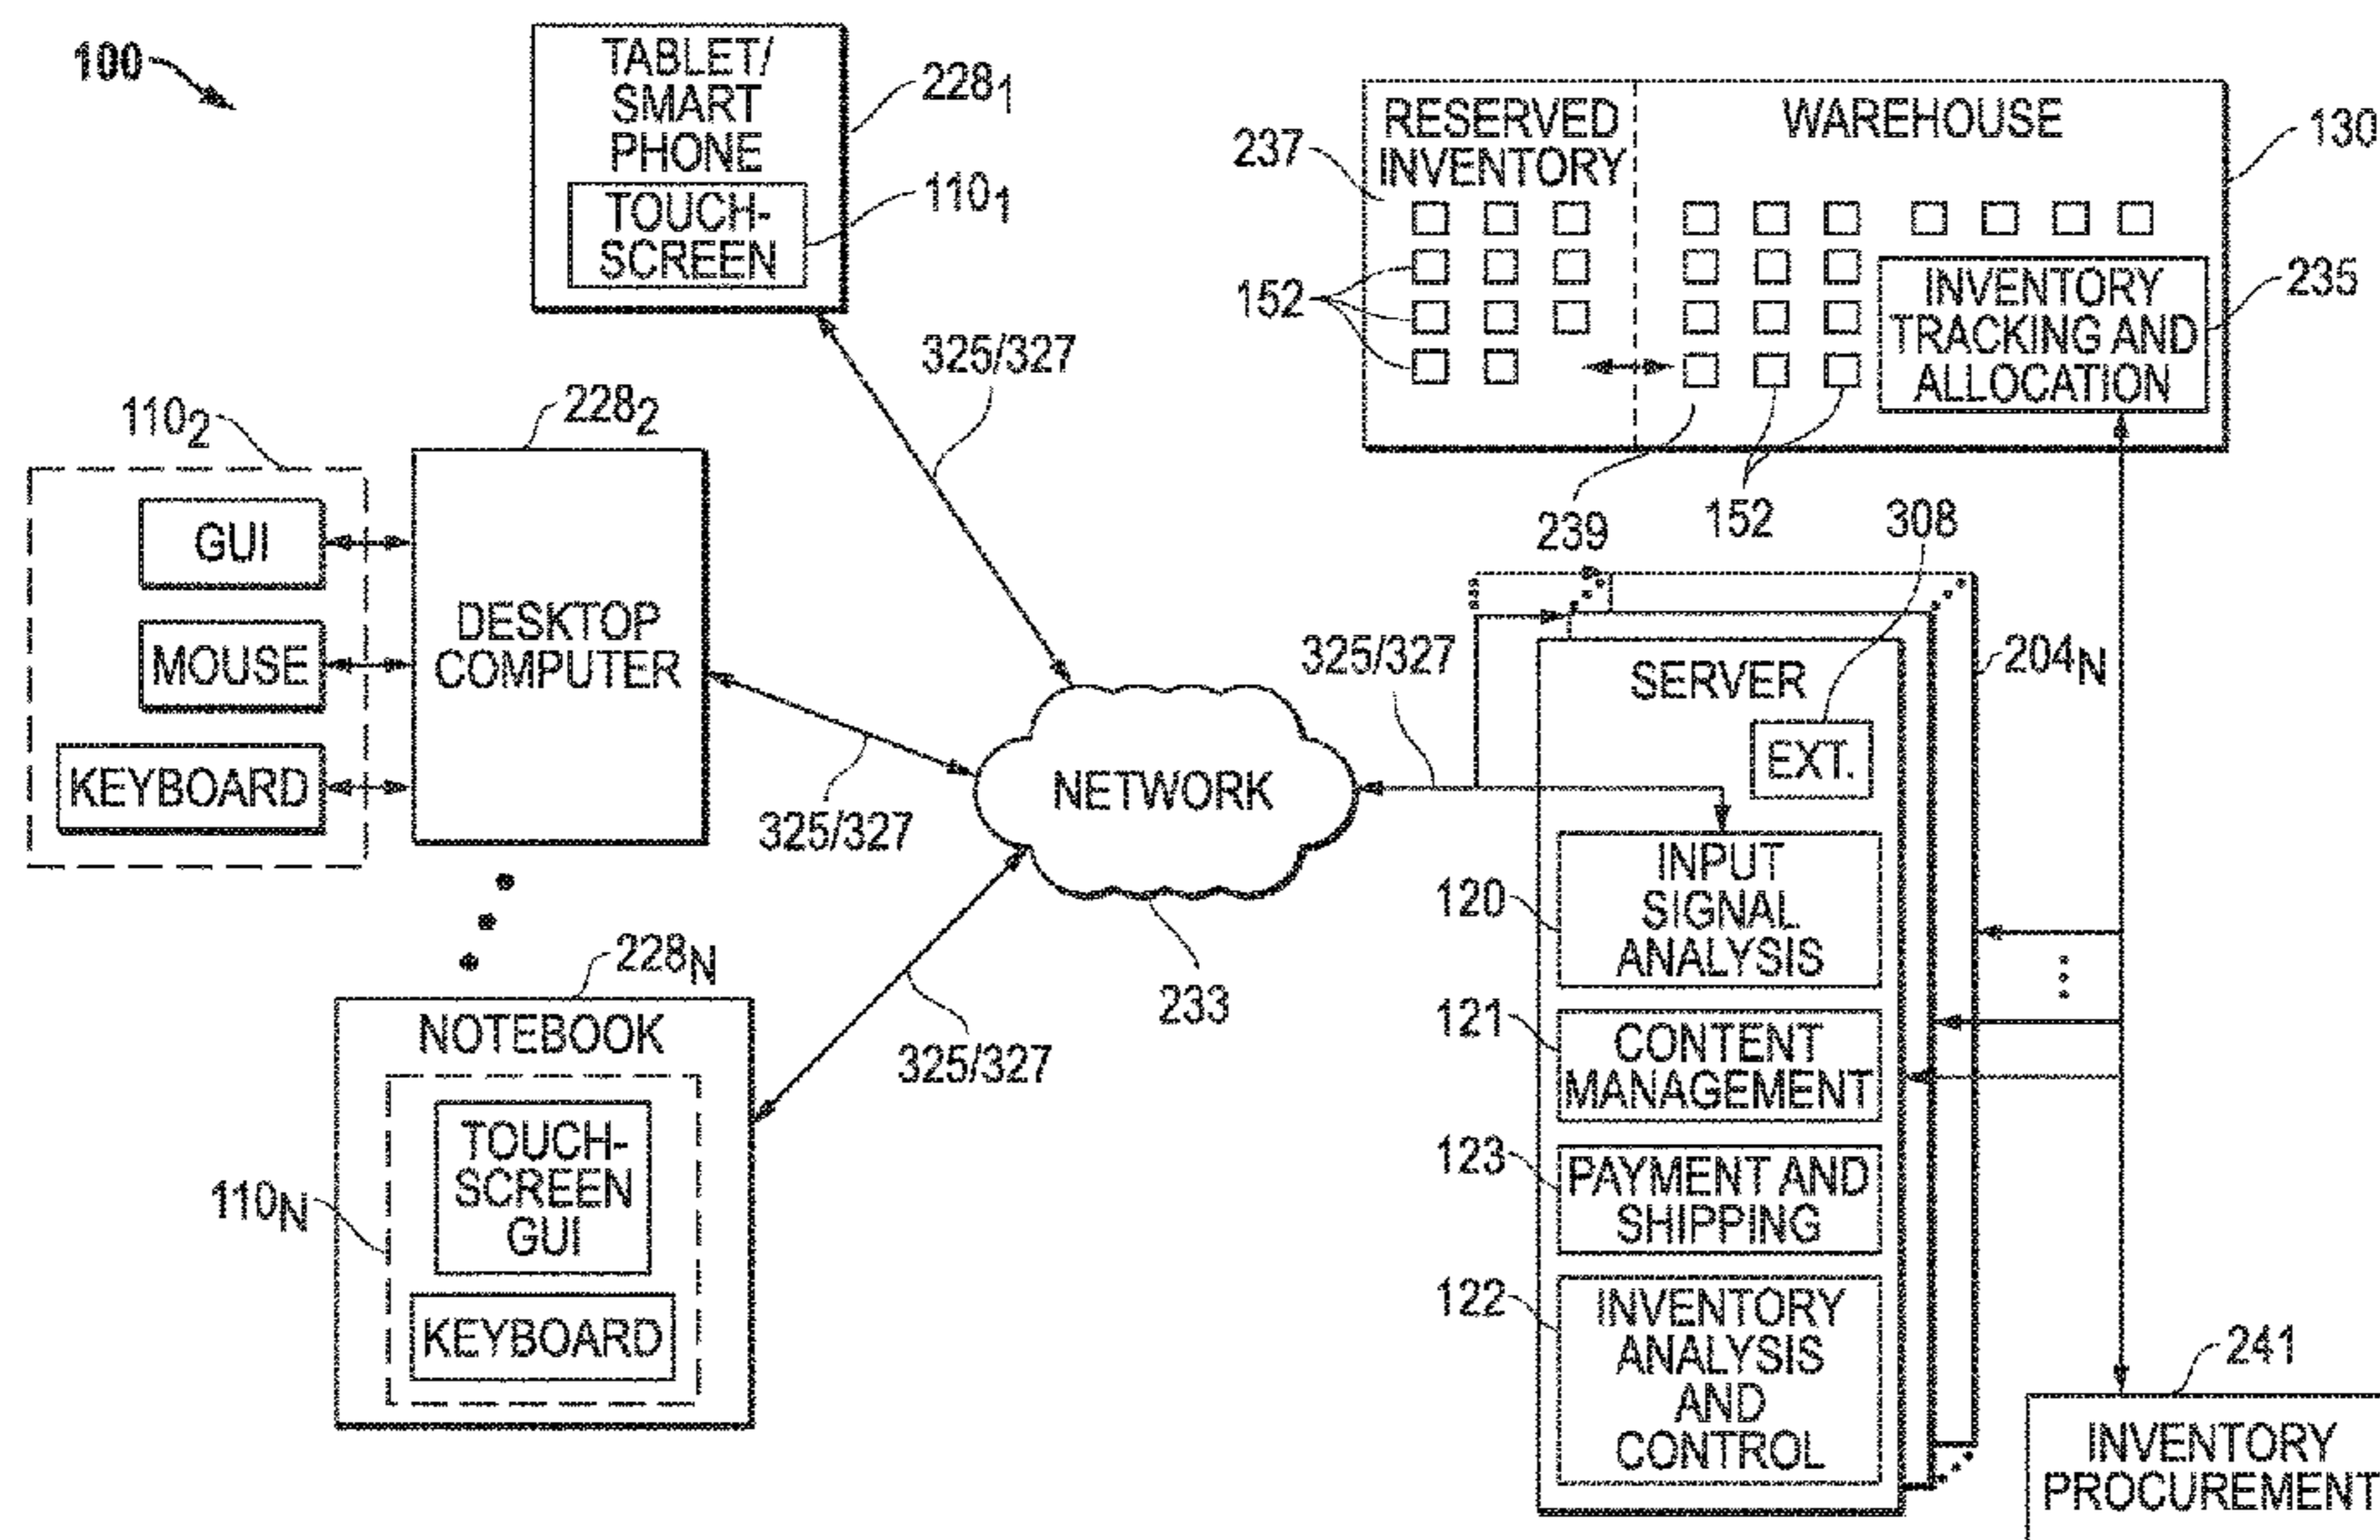 100
TABLET/
SMART
PHONE
228₁
TOUCH-
SCREEN
110₁
RESERVED
INVENTORY
WAREHOUSE
130
237
152
INVENTORY
TRACKING AND
ALLOCATION
235
239
152
308
325/327
110₂
228₂
GUI
MOUSE
KEYBOARD
DESKTOP
COMPUTER
325/327
NETWORK
233
325/327
SERVER
204N
EXT.
120
INPUT
SIGNAL
ANALYSIS
121
CONTENT
MANAGEMENT
123
PAYMENT AND
SHIPPING
122
INVENTORY
ANALYSIS
AND
CONTROL
228N
NOTEBOOK
325/327
110N
TOUCH-
SCREEN
GUI
KEYBOARD
241
INVENTORY
PROCUREMENT